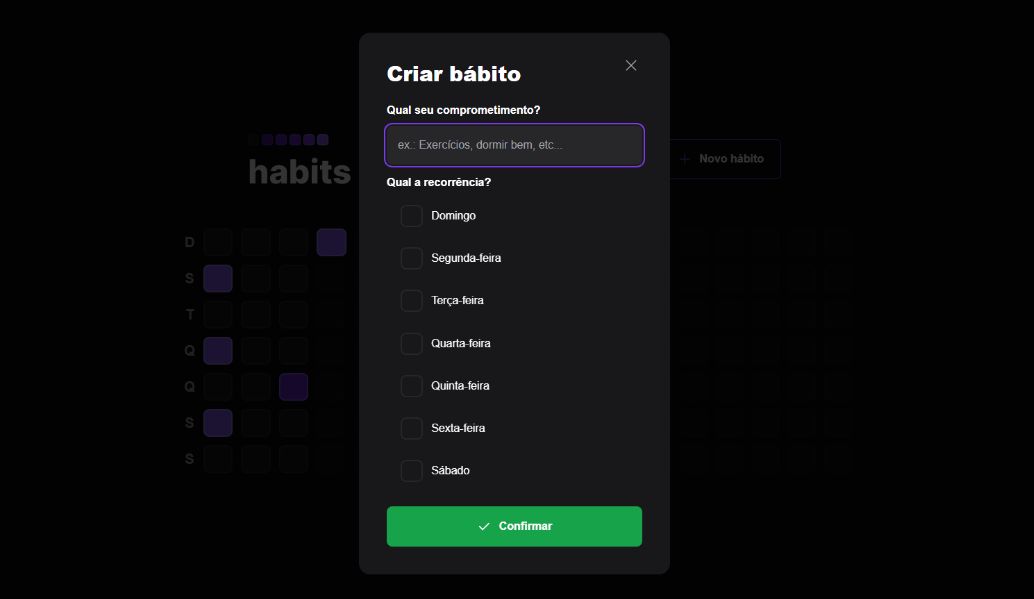 Criar bábito
Qual seu comprometimento?
ex.: Exercícios, dormir bem, etc...
Qual a recorrência?
Domingo
Segunda-feira
Terça-feira
Quarta-feira
Quinta-feira
Sexta-feira
Sábado
Confirmar
habits
Novo hábito
D
S
T
Q
Q
S
S